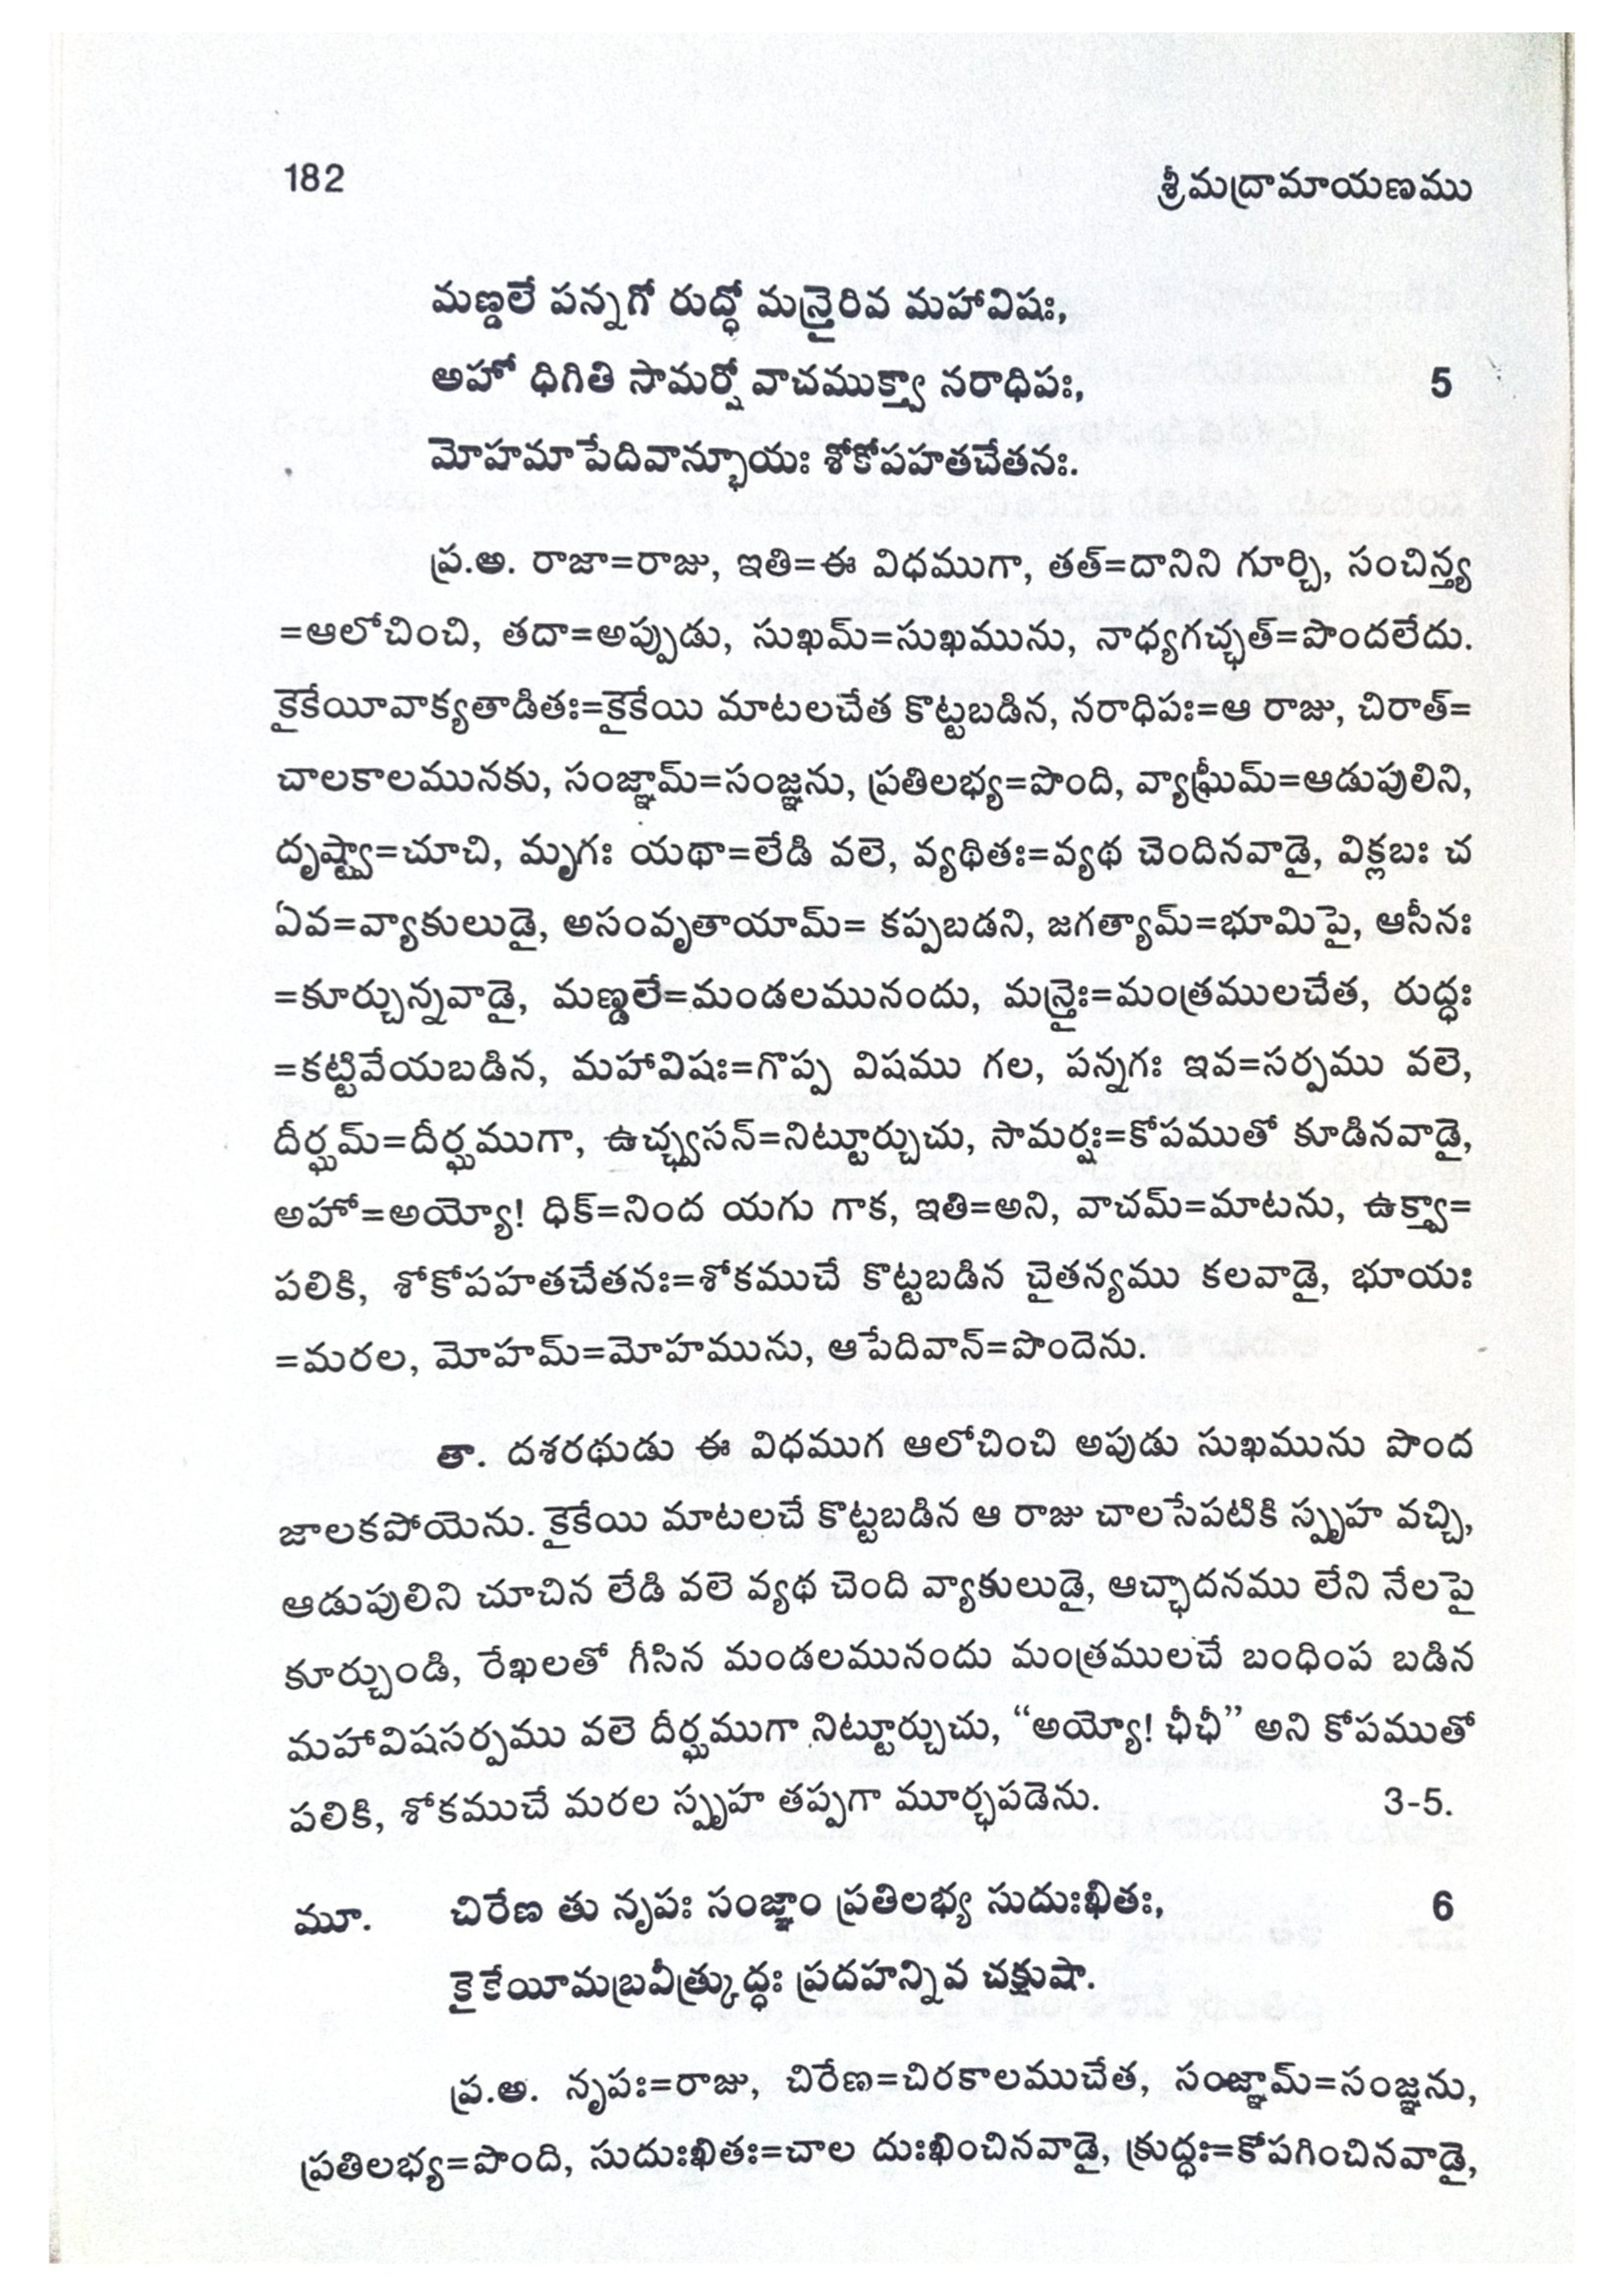 182
శ్రీమద్రామాయణము
మణ్డలే పన్నగో రుద్ధో మన్త్రైరివ మహావిషః,
అహో ధిగితి సామర్షో వాచముక్త్వా నరాధిపః, 5
మోహమాపేదివాన్భూయః శోకోపహతచేతనః.
ప్ర.అ. రాజా=రాజు, ఇతి=ఈ విధముగా, తత్=దానిని గూర్చి, సంచిన్త్య
=ఆలోచించి, తదా=అప్పుడు, సుఖమ్=సుఖమును, నాధ్యగచ్ఛత్=పొందలేదు.
కైకేయీవాక్యతాడితః=కైకేయి మాటలచేత కొట్టబడిన, నరాధిపః=ఆ రాజు, చిరాత్=
చాలకాలమునకు, సంజ్ఞామ్=సంజ్ఞను, ప్రతిలభ్య=పొంది, వ్యాఘ్రీమ్=ఆడుపులిని,
దృష్ట్వా=చూచి, మృగః యథా=లేడి వలె, వ్యథితః=వ్యథ చెందినవాడై, విక్లబః చ
ఏవ=వ్యాకులుడై, అసంవృతాయామ్= కప్పబడని, జగత్యామ్=భూమిపై, ఆసీనః
=కూర్చున్నవాడై, మణ్డలే=మండలమునందు, మన్త్రైః=మంత్రములచేత, రుద్ధః
=కట్టివేయబడిన, మహావిషః=గొప్ప విషము గల, పన్నగః ఇవ=సర్పము వలె,
దీర్ఘమ్=దీర్ఘముగా, ఉచ్ఛ్వసన్=నిట్టూర్చుచు, సామర్షః=కోపముతో కూడినవాడై,
అహో=అయ్యో! ధిక్=నింద యగు గాక, ఇతి=అని, వాచమ్=మాటను, ఉక్త్వా=
పలికి, శోకోపహతచేతనః=శోకముచే కొట్టబడిన చైతన్యము కలవాడై, భూయః
=మరల, మోహమ్=మోహమును, ఆపేదివాన్=పొందెను.
తా. దశరథుడు ఈ విధముగ ఆలోచించి అపుడు సుఖమును పొంద
జాలకపోయెను. కైకేయి మాటలచే కొట్టబడిన ఆ రాజు చాలసేపటికి స్పృహ వచ్చి,
ఆడుపులిని చూచిన లేడి వలె వ్యథ చెంది వ్యాకులుడై, ఆచ్ఛాదనము లేని నేలపై
కూర్చుండి, రేఖలతో గీసిన మండలమునందు మంత్రములచే బంధింప బడిన
మహావిషసర్పము వలె దీర్ఘముగా నిట్టూర్చుచు, “అయ్యో! ఛీఛీ” అని కోపముతో
పలికి, శోకముచే మరల స్పృహ తప్పగా మూర్ఛపడెను. 3-5.
మూ. చిరేణ తు నృపః సంజ్ఞాం ప్రతిలభ్య సుదుఃఖితః, 6
కైకేయీమబ్రవీత్క్రుద్ధః ప్రదహన్నివ చక్షుషా.
ప్ర.అ. నృపః=రాజు, చిరేణ=చిరకాలముచేత, సంజ్ఞామ్=సంజ్ఞను,
ప్రతిలభ్య=పొంది, సుదుఃఖితః=చాల దుఃఖించినవాడై, క్రుద్ధః=కోపగించినవాడై,